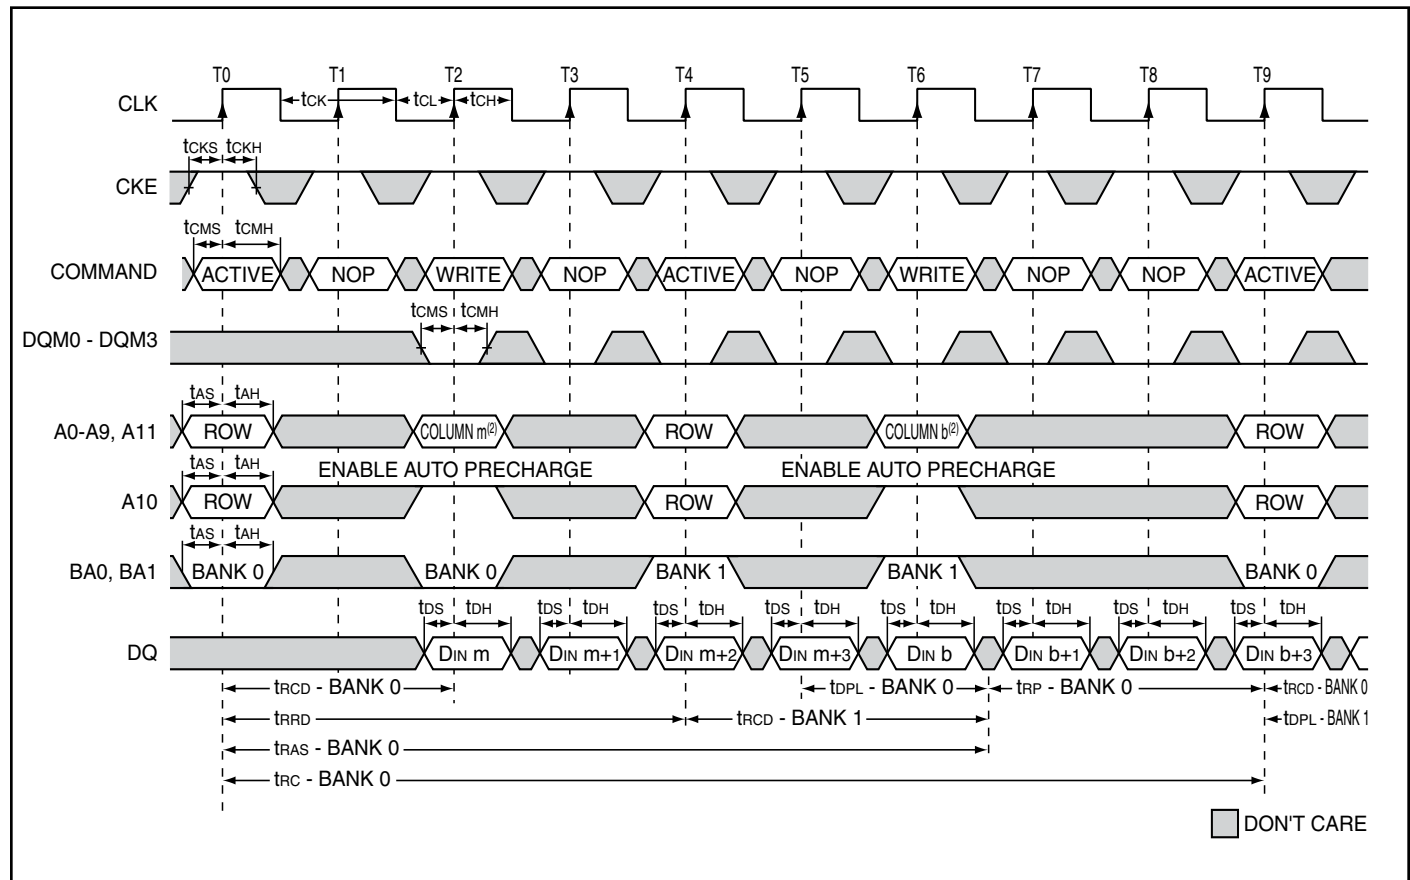 T0 T1 T2 T3 T4 T5 T6 T7 T8 T9
CLK tCK tCL tCH
tCKS tCKH
CKE
tCMS tCMH
COMMAND ACTIVE NOP WRITE NOP ACTIVE NOP WRITE NOP NOP ACTIVE
tCMS tCMH
DQM0 - DQM3
tAS tAH
A0-A9, A11 ROW COLUMN m(2) ROW COLUMN b(2) ROW
tAS tAH ENABLE AUTO PRECHARGE ENABLE AUTO PRECHARGE
A10 ROW ROW ROW
tAS tAH
BA0, BA1 BANK 0 BANK 0 BANK 1 BANK 1 BANK 0
tDS tDH tDS tDH tDS tDH tDS tDH tDS tDH tDS tDH tDS tDH tDS tDH
DQ DIN m DIN m+1 DIN m+2 DIN m+3 DIN b DIN b+1 DIN b+2 DIN b+3
tRCD - BANK 0 tDPL - BANK 0 tRP - BANK 0 tRCD - BANK 0
tRRD tRCD - BANK 1 tDPL - BANK 1
tRAS - BANK 0
tRC - BANK 0
DON'T CARE